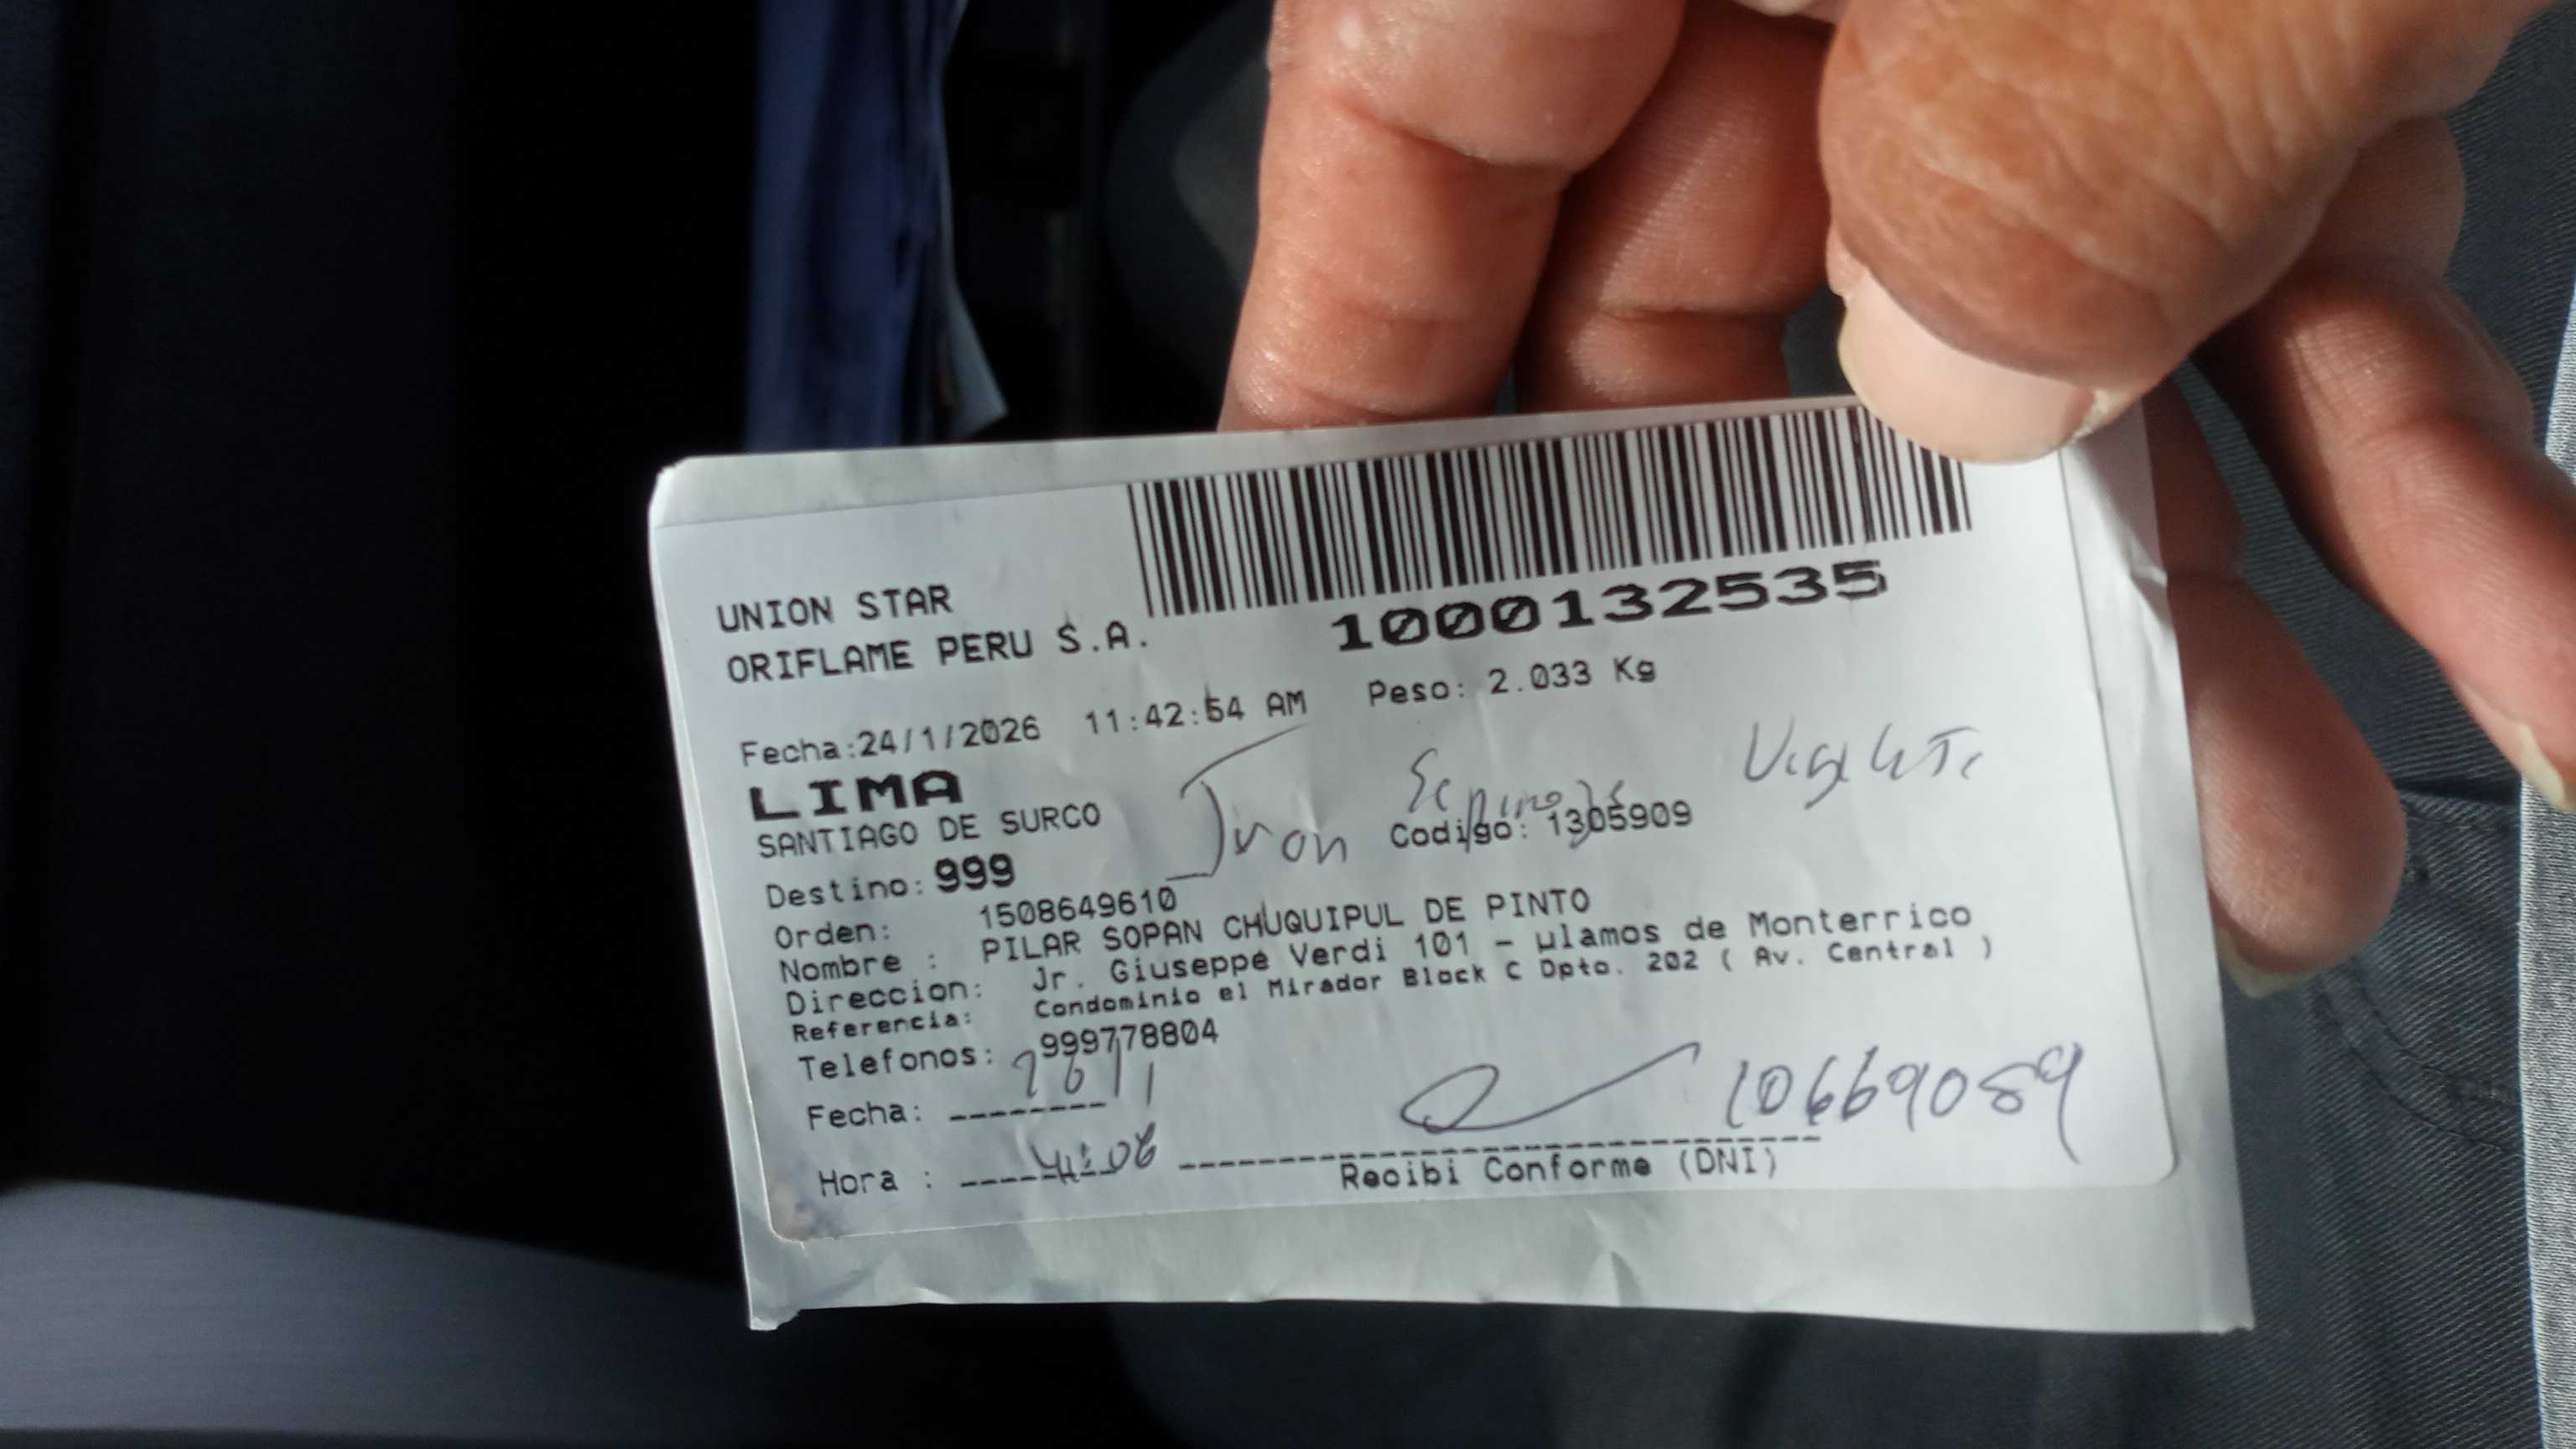 UNION STAR
ORIFLAME PERU S.A.
1000132535
Fecha:24/1/2026 11:42:54 AM Peso: 2.033 Kg
LIMA
SANTIAGO DE SURCO
Codigo: 1305909
Destino: 999
Orden: 1508649610
Nombre : PILAR SOPAN CHUQUIPUL DE PINTO
Direccion: Jr. Giuseppe Verdi 101 - µlamos de Monterrico
Referencia: Condominio el Mirador Block C Dpto. 202 ( Av. Central )
Telefonos: 999778804
Fecha:
Hora :
10669089
Recibi Conforme (DNI)